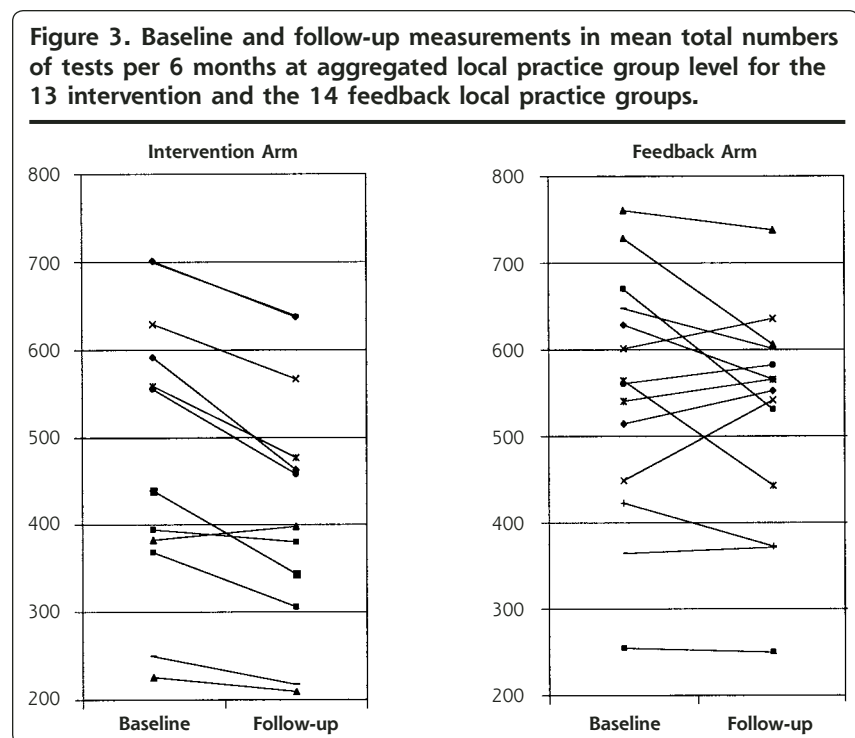 Figure 3. Baseline and follow-up measurements in mean total numbers
of tests per 6 months at aggregated local practice group level for the
13 intervention and the 14 feedback local practice groups.
Intervention Arm
800
700
600
500
400
300
200
Baseline Follow-up
Feedback Arm
800
700
600
500
400
300
200
Baseline Follow-up